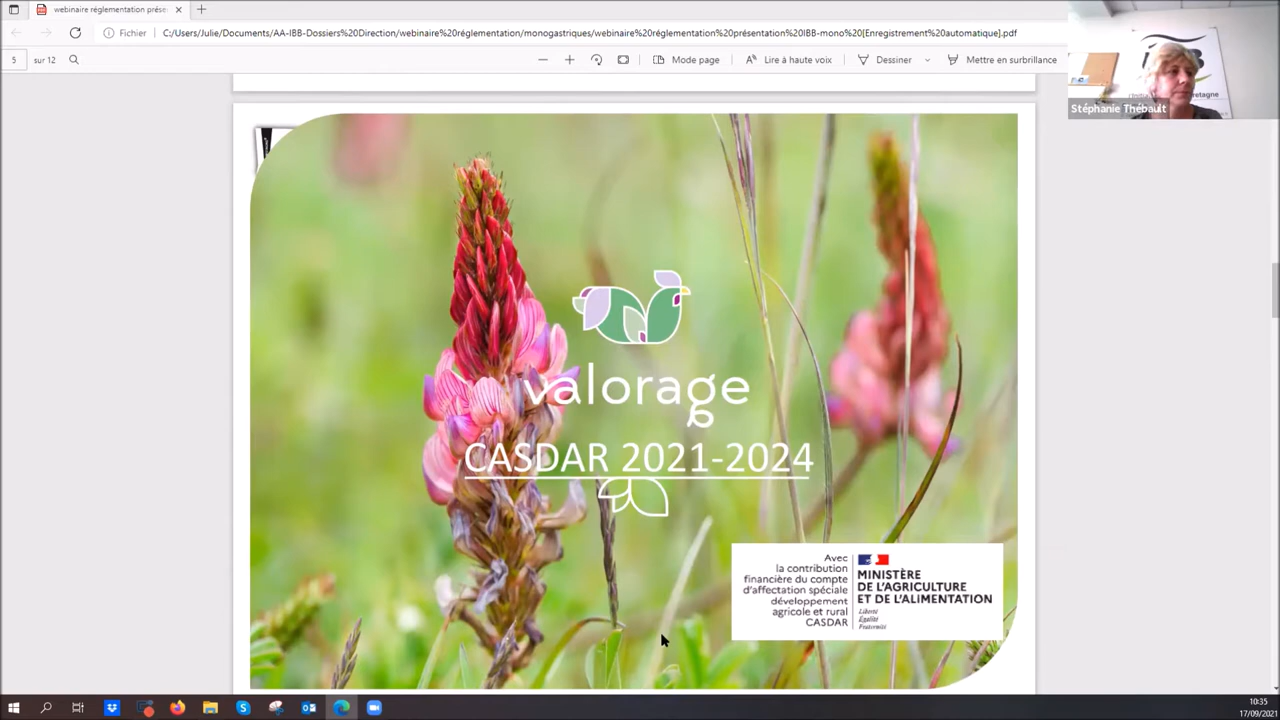 webinaire réglementation prése
Fichier
C:/Users/Julie/Documents/AA-IBB-Dossiers%20Direction/webinaire%20réglementation/monogastriques/webinaire%20réglementation%20présentation%20IBB-mono%20[Enregistrement%20automatique].pdf
5 sur 12
Mode page
Lire à haute voix
Dessiner
Mettre en surbrillance
Stéphanie Thébault
valorage
CASDAR 2021-2024
Avec
la contribution
financière du compte
d'affectation spéciale
développement
agricole et rural
CASDAR
MINISTÈRE
DE L'AGRICULTURE
ET DE L'ALIMENTATION
Liberté
Égalité
Fraternité
10:35
17/09/2021